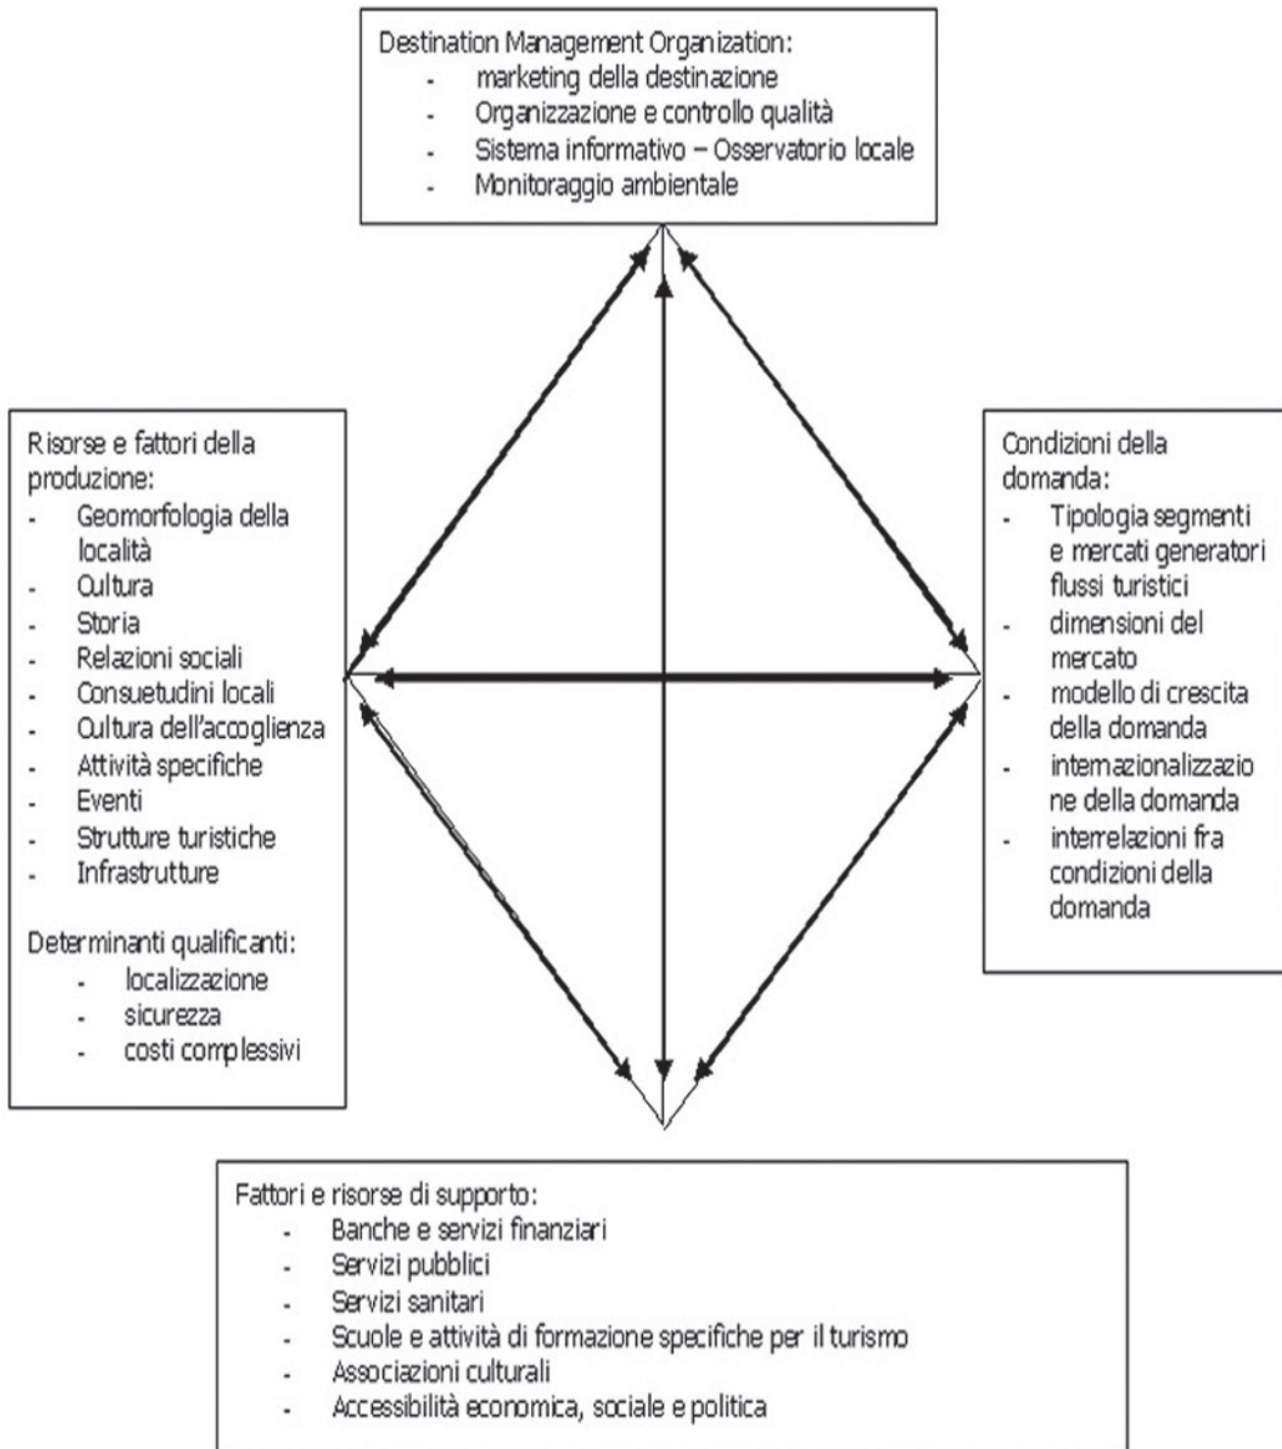 Destination Management Organization:
- marketing della destinazione
- Organizzazione e controllo qualità
- Sistema informativo – Osservatorio locale
- Monitoraggio ambientale
Risorse e fattori della
produzione:
- Geomorfologia della
località
- Cultura
- Storia
- Relazioni sociali
- Consuetudini locali
- Cultura dell'accoglienza
- Attività specifiche
- Eventi
- Strutture turistiche
- Infrastrutture
Determinanti qualificanti:
- localizzazione
- sicurezza
- costi complessivi
Condizioni della
domanda:
- Tipologia segmenti
e mercati generatori
flussi turistici
- dimensioni del
mercato
- modello di crescita
della domanda
- internazionalizzazio
ne della domanda
- interrelazioni fra
condizioni della
domanda
Fattori e risorse di supporto:
- Banche e servizi finanziari
- Servizi pubblici
- Servizi sanitari
- Scuole e attività di formazione specifiche per il turismo
- Associazioni culturali
- Accessibilità economica, sociale e politica